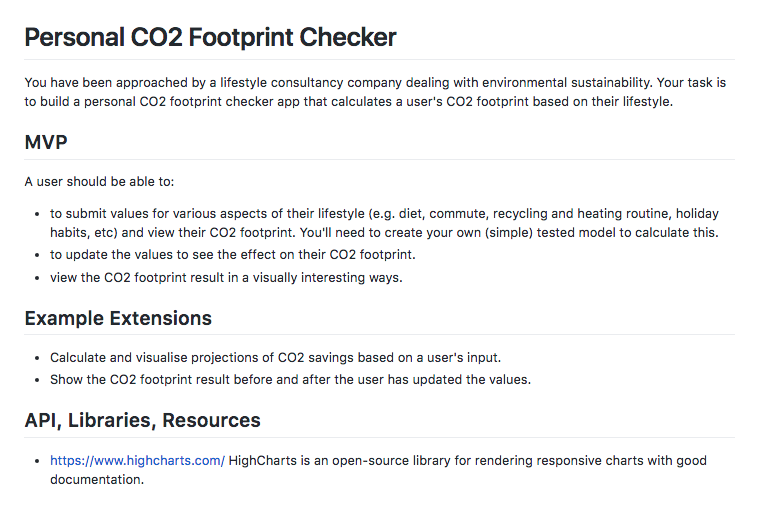 Personal CO2 Footprint Checker
You have been approached by a lifestyle consultancy company dealing with environmental sustainability. Your task is
to build a personal CO2 footprint checker app that calculates a user's CO2 footprint based on their lifestyle.
MVP
A user should be able to:
• to submit values for various aspects of their lifestyle (e.g. diet, commute, recycling and heating routine, holiday
habits, etc) and view their CO2 footprint. You'll need to create your own (simple) tested model to calculate this.
• to update the values to see the effect on their CO2 footprint.
• view the CO2 footprint result in a visually interesting ways.
Example Extensions
• Calculate and visualise projections of CO2 savings based on a user's input.
• Show the CO2 footprint result before and after the user has updated the values.
API, Libraries, Resources
• https://www.highcharts.com/ HighCharts is an open-source library for rendering responsive charts with good
documentation.